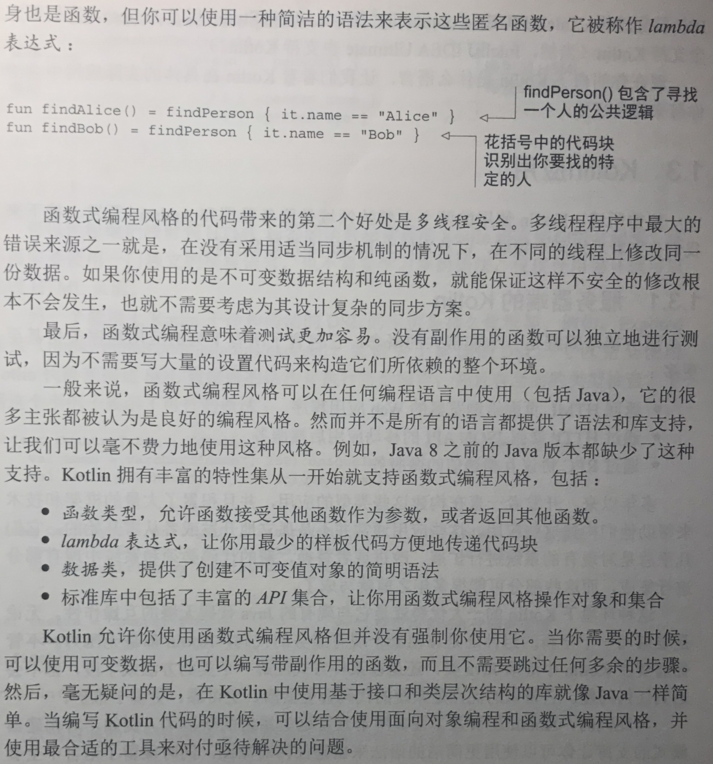 身也是函数，但你可以使用一种简洁的语法来表示这些匿名函数，它被称作 lambda
表达式：
fun findAlice() = findPerson { it.name == "Alice" }
fun findBob() = findPerson { it.name == "Bob" }
findPerson() 包含了寻找
一个人的公共逻辑
花括号中的代码块
识别出你要找的特
定的人
函数式编程风格的代码带来的第二个好处是多线程安全。多线程程序中最大的
错误来源之一就是，在没有采用适当同步机制的情况下，在不同的线程上修改同一
份数据。如果你使用的是不可变数据结构和纯函数，就能保证这样不安全的修改根
本不会发生，也就不需要考虑为其设计复杂的同步方案。
最后，函数式编程意味着测试更加容易。没有副作用的函数可以独立地进行测
试，因为不需要写大量的设置代码来构造它们所依赖的整个环境。
一般来说，函数式编程风格可以在任何编程语言中使用（包括 Java），它的很
多主张都被认为是良好的编程风格。然而并不是所有的语言都提供了语法和库支持，
让我们可以毫不费力地使用这种风格。例如，Java 8 之前的 Java 版本都缺少了这种
支持。Kotlin 拥有丰富的特性集从一开始就支持函数式编程风格，包括：
• 函数类型，允许函数接受其他函数作为参数，或者返回其他函数。
• lambda 表达式，让你用最少的样板代码方便地传递代码块
• 数据类，提供了创建不可变值对象的简明语法
• 标准库中包括了丰富的 API 集合，让你用函数式编程风格操作对象和集合
Kotlin 允许你使用函数式编程风格但并没有强制你使用它。当你需要的时候，
可以使用可变数据，也可以编写带副作用的函数，而且不需要跳过任何多余的步骤。
然后，毫无疑问的是，在 Kotlin 中使用基于接口和类层次结构的库就像 Java 一样简
单。当编写 Kotlin 代码的时候，可以结合使用面向对象编程和函数式编程风格，并
使用最合适的工具来对付亟待解决的问题。